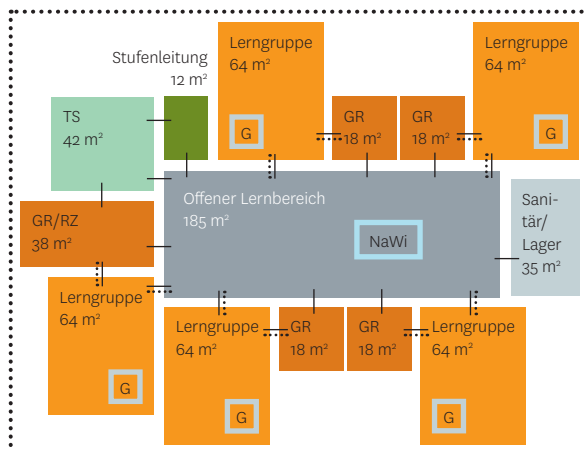 Stufenleitung
12 m²
Lerngruppe
64 m²
G
GR
18 m²
GR
18 m²
Lerngruppe
64 m²
G
TS
42 m²
Offener Lernbereich
185 m²
NaWi
Sani-
tär/
Lager
35 m²
GR/RZ
38 m²
Lerngruppe
64 m²
G
Lerngruppe
64 m²
G
GR
18 m²
GR
18 m²
Lerngruppe
64 m²
G